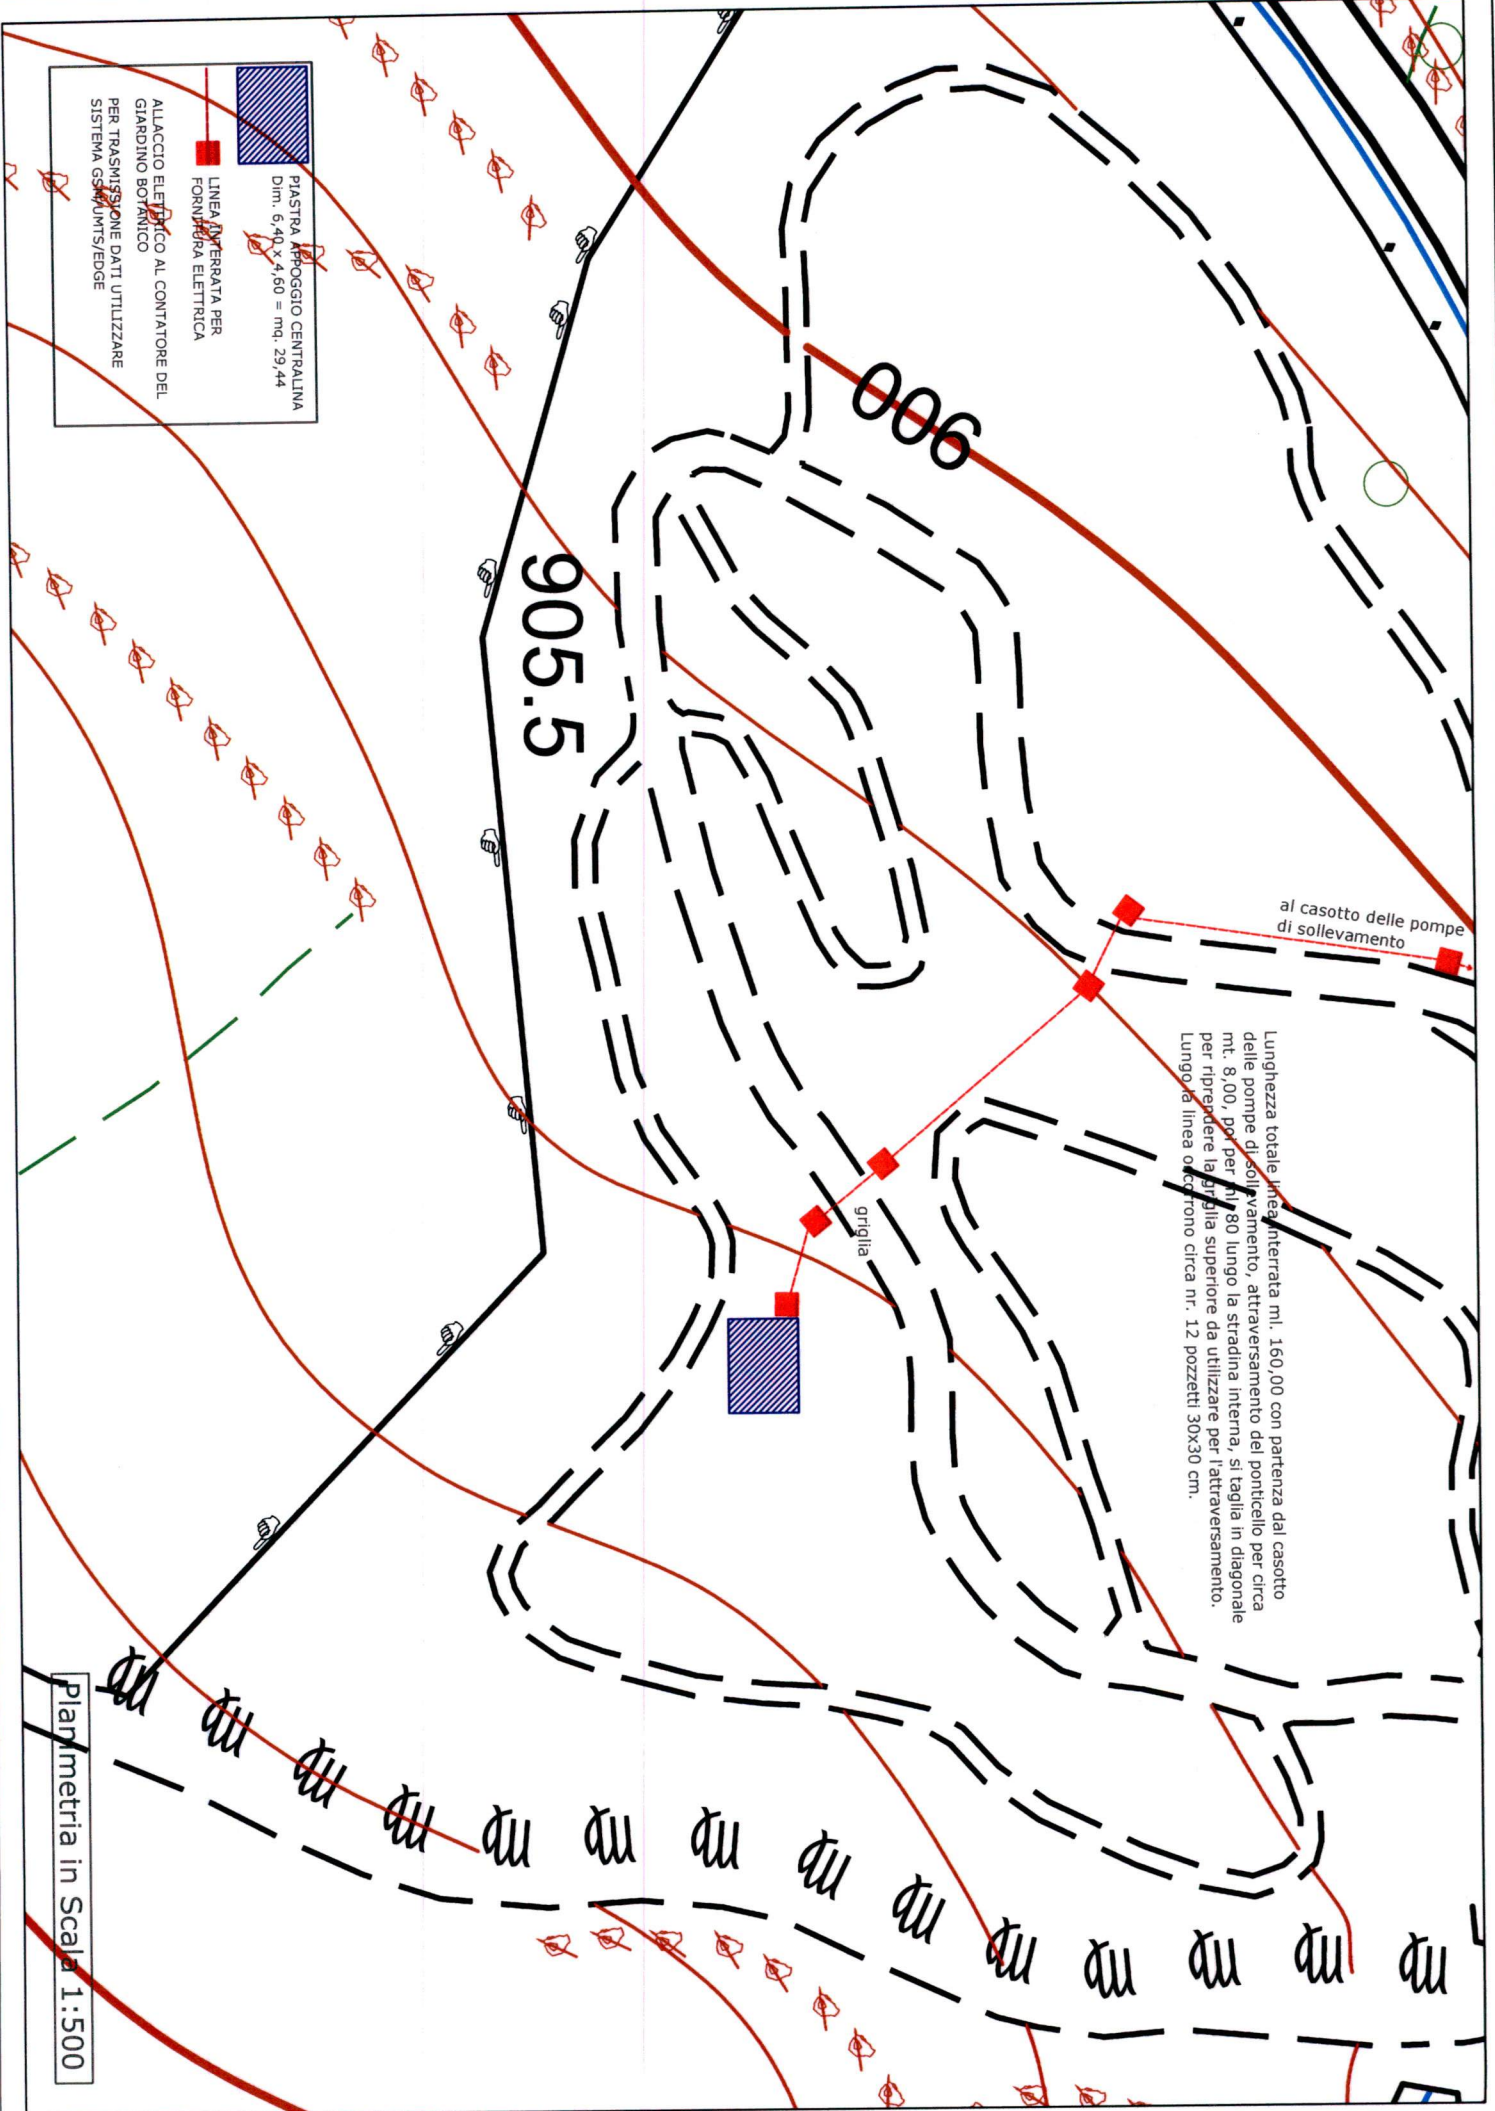 PIASTRA APPOGGIO CENTRALINA
Dim. 6,40 x 4,60 = mq. 29,44
LINEA INTERRATA PER
FORNITURA ELETTRICA
ALLACCIO ELETTRICO AL CONTATORE DEL
GIARDINO BOTANICO
PER TRASMISSIONE DATI UTILIZZARE
SISTEMA GSM/UMTS/EDGE
900
905.5
al casotto delle pompe
di sollevamento
Lunghezza totale linea interrata ml. 160,00 con partenza dal casotto
delle pompe di sollevamento, attraversamento del ponticello per circa
mt. 8,00, poi per ml. 80 lungo la stradina interna, si taglia in diagonale
per riprendere la griglia superiore da utilizzare per l'attraversamento.
Lungo la linea occorrono circa nr. 12 pozzetti 30x30 cm.
griglia
Planimetria in Scala 1:500